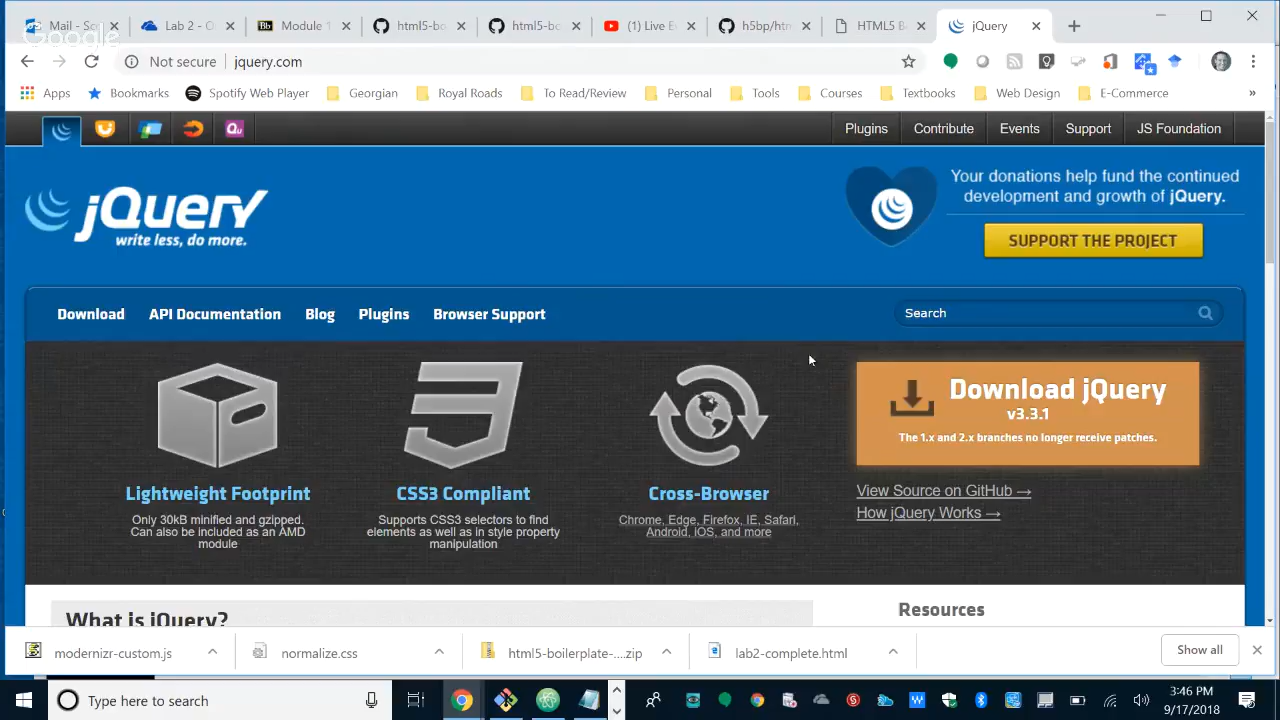 Mail - Sc
Lab 2 - O
Module 1
html5-bo
html5-bo
(1) Live E
h5bp/htm
HTML5 B
jQuery
Google
Not secure
jquery.com
Apps
Bookmarks
Spotify Web Player
Georgian
Royal Roads
To Read/Review
Personal
Tools
Courses
Textbooks
Web Design
E-Commerce
»
Plugins
Contribute
Events
Support
JS Foundation
jQuery
write less, do more.
Your donations help fund the continued
development and growth of jQuery.
SUPPORT THE PROJECT
Download
API Documentation
Blog
Plugins
Browser Support
Search
Download jQuery
v3.3.1
The 1.x and 2.x branches no longer receive patches.
Lightweight Footprint
Only 30kB minified and gzipped.
Can also be included as an AMD
module
CSS3 Compliant
Supports CSS3 selectors to find
elements as well as in style property
manipulation
Cross-Browser
Chrome, Edge, Firefox, IE, Safari,
Android, iOS, and more
View Source on GitHub →
How jQuery Works →
What is jQuery?
Resources
modernizr-custom.js
normalize.css
html5-boilerplate-....zip
lab2-complete.html
Show all
Type here to search
3:46 PM
9/17/2018